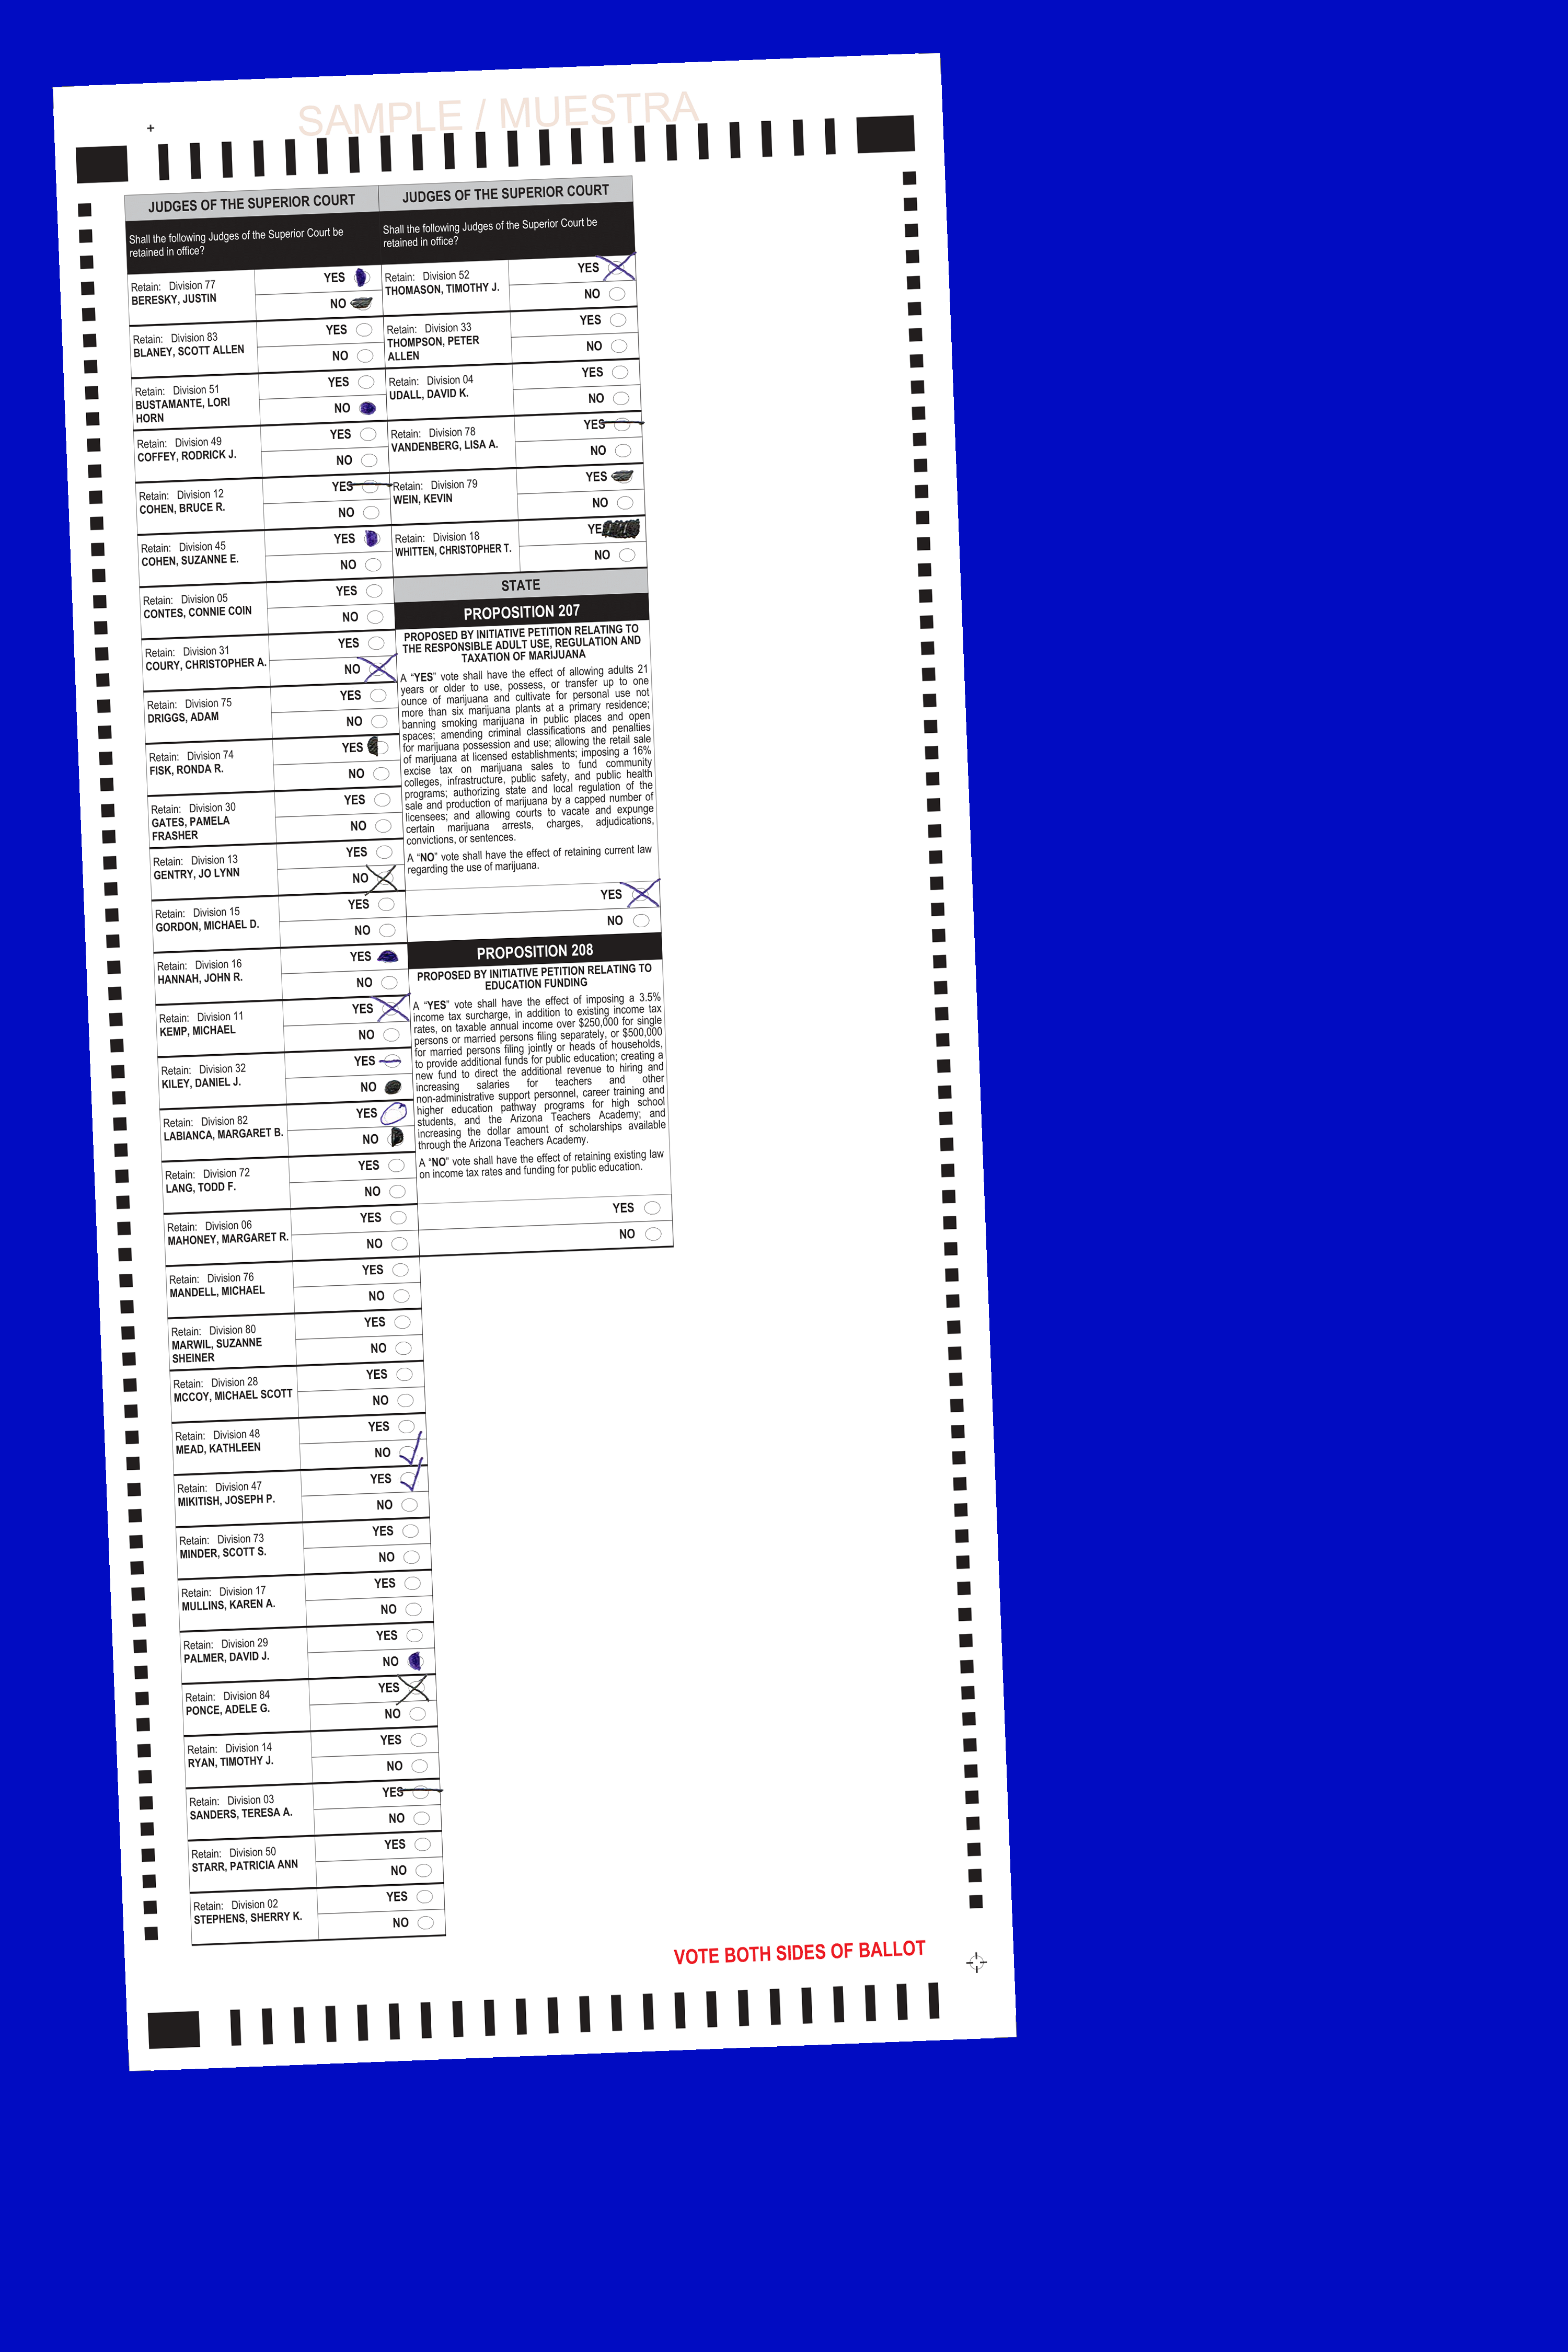 SAMPLE / MUESTRA
JUDGES OF THE SUPERIOR COURT
Shall the following Judges of the Superior Court be
retained in office?
Retain: Division 77
BERESKY, JUSTIN
YES
NO
Retain: Division 83
BLANEY, SCOTT ALLEN
YES
NO
Retain: Division 51
BUSTAMANTE, LORI
HORN
YES
NO
Retain: Division 49
COFFEY, RODRICK J.
YES
NO
Retain: Division 12
COHEN, BRUCE R.
YES
NO
Retain: Division 45
COHEN, SUZANNE E.
YES
NO
Retain: Division 05
CONTES, CONNIE COIN
YES
NO
Retain: Division 31
COURY, CHRISTOPHER A.
YES
NO
Retain: Division 75
DRIGGS, ADAM
YES
NO
Retain: Division 74
FISK, RONDA R.
YES
NO
Retain: Division 30
GATES, PAMELA
FRASHER
YES
NO
Retain: Division 13
GENTRY, JO LYNN
YES
NO
Retain: Division 15
GORDON, MICHAEL D.
YES
NO
Retain: Division 16
HANNAH, JOHN R.
YES
NO
Retain: Division 11
KEMP, MICHAEL
YES
NO
Retain: Division 32
KILEY, DANIEL J.
YES
NO
Retain: Division 82
LABIANCA, MARGARET B.
YES
NO
Retain: Division 72
LANG, TODD F.
YES
NO
Retain: Division 06
MAHONEY, MARGARET R.
YES
NO
Retain: Division 76
MANDELL, MICHAEL
YES
NO
Retain: Division 80
MARWIL, SUZANNE
SHEINER
YES
NO
Retain: Division 28
MCCOY, MICHAEL SCOTT
YES
NO
Retain: Division 48
MEAD, KATHLEEN
YES
NO
Retain: Division 47
MIKITISH, JOSEPH P.
YES
NO
Retain: Division 73
MINDER, SCOTT S.
YES
NO
Retain: Division 17
MULLINS, KAREN A.
YES
NO
Retain: Division 29
PALMER, DAVID J.
YES
NO
Retain: Division 84
PONCE, ADELE G.
YES
NO
Retain: Division 14
RYAN, TIMOTHY J.
YES
NO
Retain: Division 03
SANDERS, TERESA A.
YES
NO
Retain: Division 50
STARR, PATRICIA ANN
YES
NO
Retain: Division 02
STEPHENS, SHERRY K.
YES
NO
JUDGES OF THE SUPERIOR COURT
Shall the following Judges of the Superior Court be
retained in office?
Retain: Division 52
THOMASON, TIMOTHY J.
YES
NO
Retain: Division 33
THOMPSON, PETER
ALLEN
YES
NO
Retain: Division 04
UDALL, DAVID K.
YES
NO
Retain: Division 78
VANDENBERG, LISA A.
YES
NO
Retain: Division 79
WEIN, KEVIN
YES
NO
Retain: Division 18
WHITTEN, CHRISTOPHER T.
YE
NO
STATE
PROPOSITION 207
PROPOSED BY INITIATIVE PETITION RELATING TO
THE RESPONSIBLE ADULT USE, REGULATION AND
TAXATION OF MARIJUANA
A “YES” vote shall have the effect of allowing adults 21
years or older to use, possess, or transfer up to one
ounce of marijuana and cultivate for personal use not
more than six marijuana plants at a primary residence;
banning smoking marijuana in public places and open
spaces; amending criminal classifications and penalties
for marijuana possession and use; allowing the retail sale
of marijuana at licensed establishments; imposing a 16%
excise tax on marijuana sales to fund community
colleges, infrastructure, public safety, and public health
programs; authorizing state and local regulation of the
sale and production of marijuana by a capped number of
licensees; and allowing courts to vacate and expunge
certain marijuana arrests, charges, adjudications,
convictions, or sentences.
A “NO” vote shall have the effect of retaining current law
regarding the use of marijuana.
YES
NO
PROPOSITION 208
PROPOSED BY INITIATIVE PETITION RELATING TO
EDUCATION FUNDING
A “YES” vote shall have the effect of imposing a 3.5%
income tax surcharge, in addition to existing income tax
rates, on taxable annual income over $250,000 for single
persons or married persons filing separately, or $500,000
for married persons filing jointly or heads of households,
to provide additional funds for public education; creating a
new fund to direct the additional revenue to hiring and
increasing salaries for teachers and other
non-administrative support personnel, career training and
higher education pathway programs for high school
students, and the Arizona Teachers Academy; and
increasing the dollar amount of scholarships available
through the Arizona Teachers Academy.
A “NO” vote shall have the effect of retaining existing law
on income tax rates and funding for public education.
YES
NO
VOTE BOTH SIDES OF BALLOT